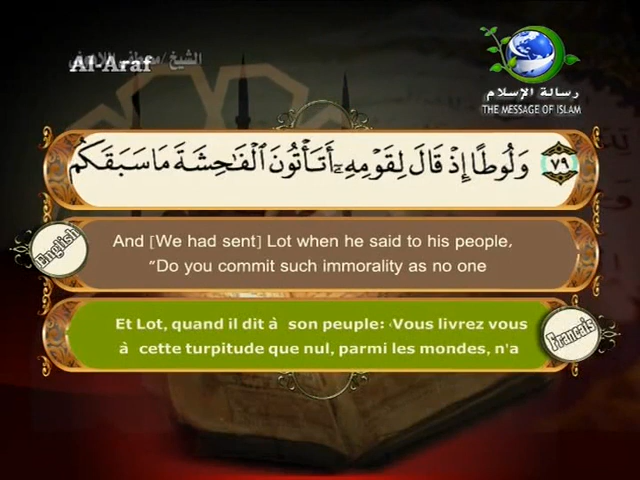 Al-Araf
الشيخ/مصطفى
رسالة الإسلام
THE MESSAGE OF ISLAM
٧٩ وَلُوطًا إِذْ قَالَ لِقَوْمِهِۦٓ أَتَأْتُونَ ٱلْفَٰحِشَةَ مَا سَبَقَكُم
English
And [We had sent] Lot when he said to his people,
"Do you commit such immorality as no one
Et Lot, quand il dit à son peuple: ‹Vous livrez vous
à cette turpitude que nul, parmi les mondes, n'a
Francais